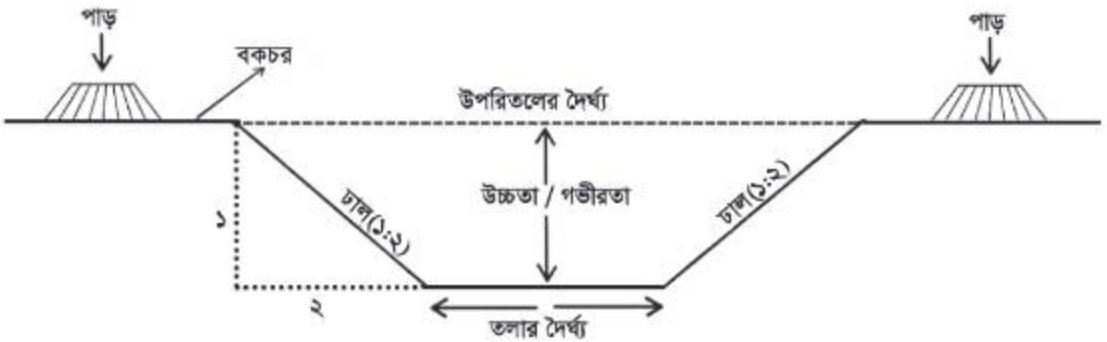 পাড়
পাড়
বকচর
উপরিতলের দৈর্ঘ্য
উচ্চতা / গভীরতা
ঢাল(১:২)
ঢাল(১:২)
১
২
তলার দৈর্ঘ্য